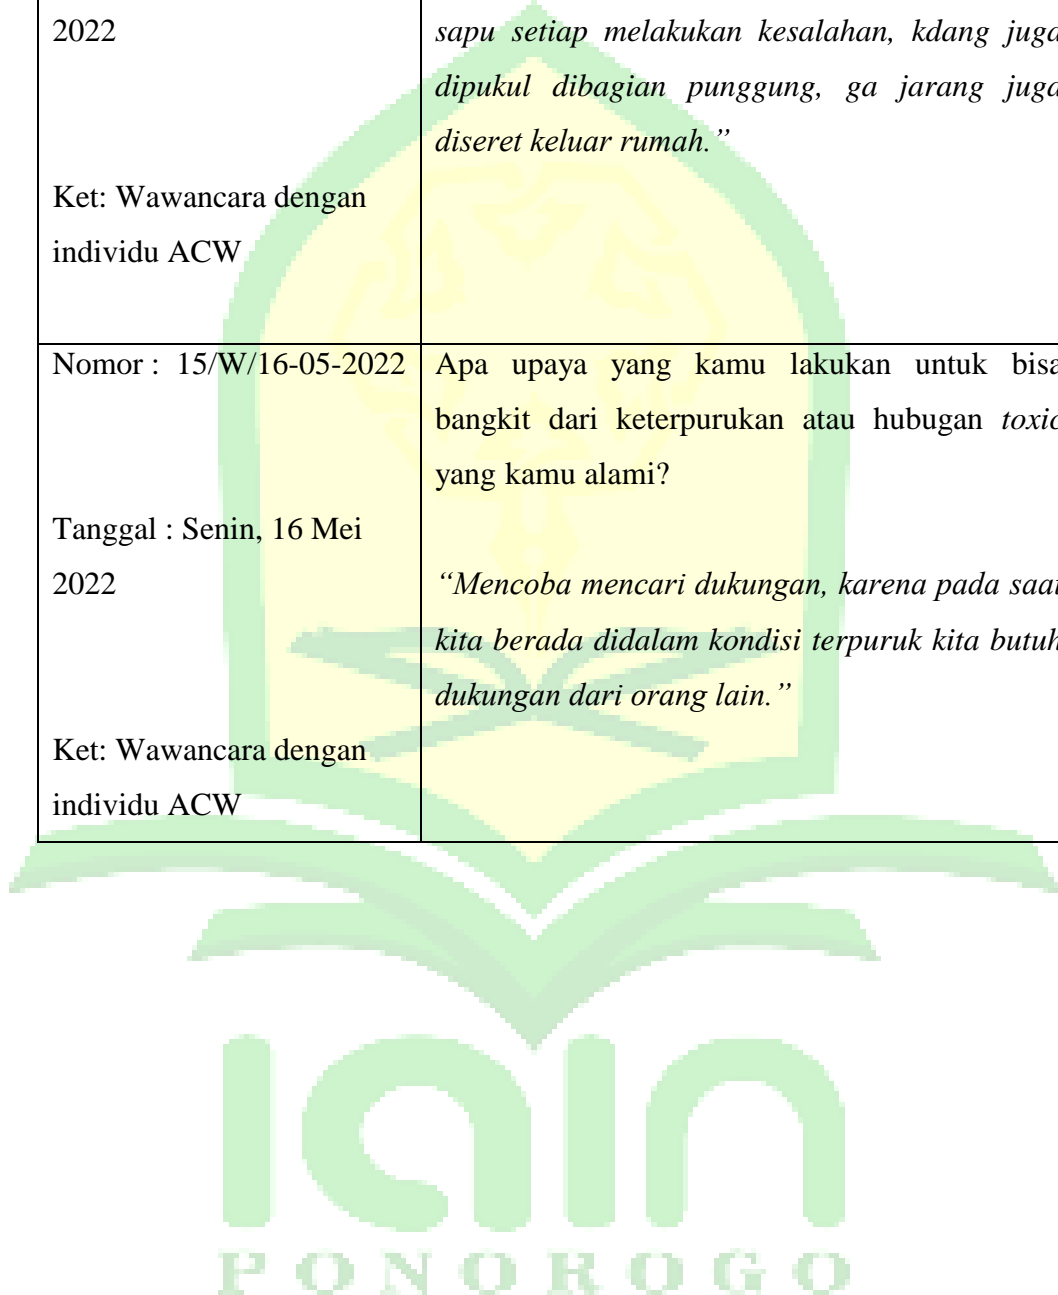 2022
sapu setiap melakukan kesalahan, kdang juga
dipukul dibagian punggung, ga jarang juga
diseret keluar rumah.”
Ket: Wawancara dengan
individu ACW
Nomor : 15/W/16-05-2022
Apa upaya yang kamu lakukan untuk bisa
bangkit dari keterpurukan atau hubugan toxic
yang kamu alami?
Tanggal : Senin, 16 Mei
2022
“Mencoba mencari dukungan, karena pada saat
kita berada didalam kondisi terpuruk kita butuh
dukungan dari orang lain.”
Ket: Wawancara dengan
individu ACW
iain
PONOROGO